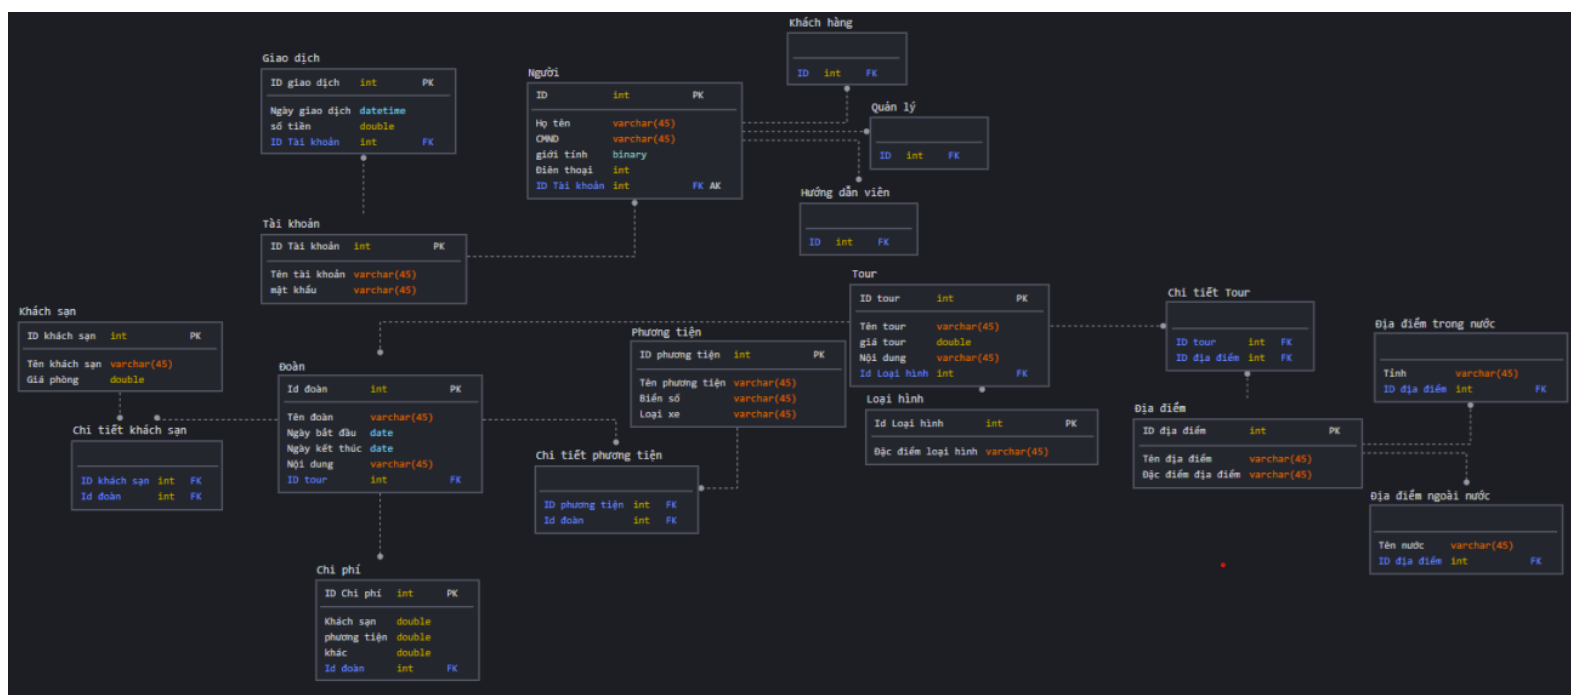 Khách hàng
ID int FK
Giao dịch
ID giao dịch int PK
Ngày giao dịch datetime
số tiền double
ID Tài khoản int FK
Người
ID int PK
Họ tên varchar(45)
CMND varchar(45)
giới tính binary
Điên thoại int
ID Tài khoản int FK AK
Quản lý
ID int FK
Hướng dẫn viên
ID int FK
Tài khoản
ID Tài khoản int PK
Tên tài khoản varchar(45)
mật khẩu varchar(45)
Tour
ID tour int PK
Tên tour varchar(45)
giá tour double
Nội dung varchar(45)
Id Loại hình int FK
Chi tiết Tour
ID tour int FK
ID địa điểm int FK
Khách sạn
ID khách sạn int PK
Tên khách sạn varchar(45)
Giá phòng double
Phương tiện
ID phương tiện int PK
Tên phương tiện varchar(45)
Biển số varchar(45)
Loại xe varchar(45)
Địa điểm trong nước
Tỉnh varchar(45)
ID địa điểm int FK
Đoàn
Id đoàn int PK
Tên đoàn varchar(45)
Ngày bắt đầu date
Ngày kết thúc date
Nội dung varchar(45)
ID tour int FK
Loại hình
Id Loại hình int PK
Đặc điểm loại hình varchar(45)
Địa điểm
ID địa điểm int PK
Tên địa điểm varchar(45)
Đặc điểm địa điểm varchar(45)
Chi tiết khách sạn
ID khách sạn int FK
Id đoàn int FK
Chi tiết phương tiện
ID phương tiện int FK
Id đoàn int FK
Địa điểm ngoài nước
Tên nước varchar(45)
ID địa điểm int FK
Chi phí
ID Chi phí int PK
Khách sạn double
phương tiện double
khác double
Id đoàn int FK